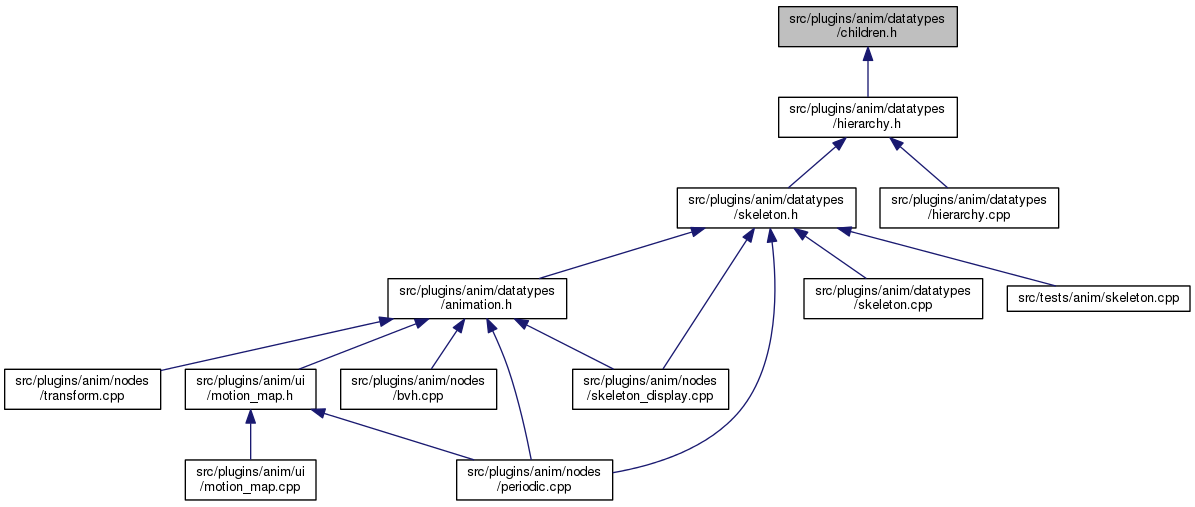 src/plugins/anim/datatypes
/children.h
src/plugins/anim/datatypes
/hierarchy.h
src/plugins/anim/datatypes
/skeleton.h
src/plugins/anim/datatypes
/hierarchy.cpp
src/plugins/anim/datatypes
/animation.h
src/plugins/anim/datatypes
/skeleton.cpp
src/tests/anim/skeleton.cpp
src/plugins/anim/nodes
/transform.cpp
src/plugins/anim/ui
/motion_map.h
src/plugins/anim/nodes
/bvh.cpp
src/plugins/anim/nodes
/skeleton_display.cpp
src/plugins/anim/ui
/motion_map.cpp
src/plugins/anim/nodes
/periodic.cpp